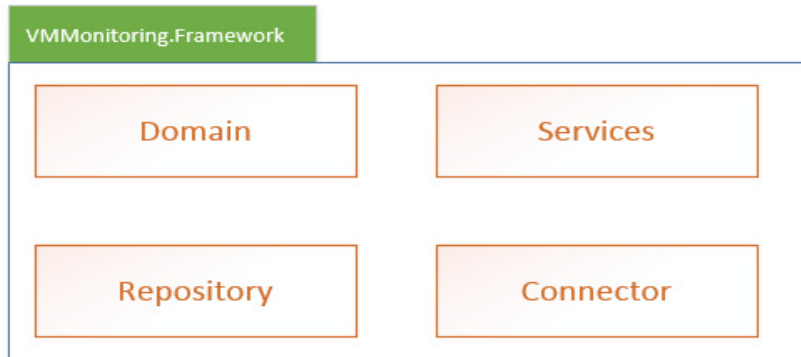 VMMonitoring.Framework
Domain
Services
Repository
Connector